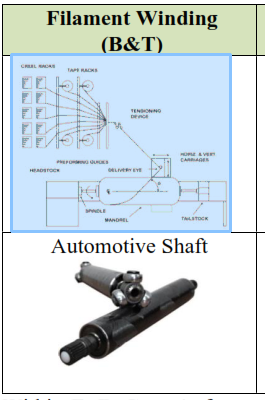 Filament Winding
(B&T)
CREEL RACKS
TAPE RACKS
TENSIONING
DEVICE
PREFORMING GUIDES
HORIZ. & VERT
CARRIAGES
HEADSTOCK
DELIVERY EYE
SPINDLE
MANDREL
TAILSTOCK
Automotive Shaft